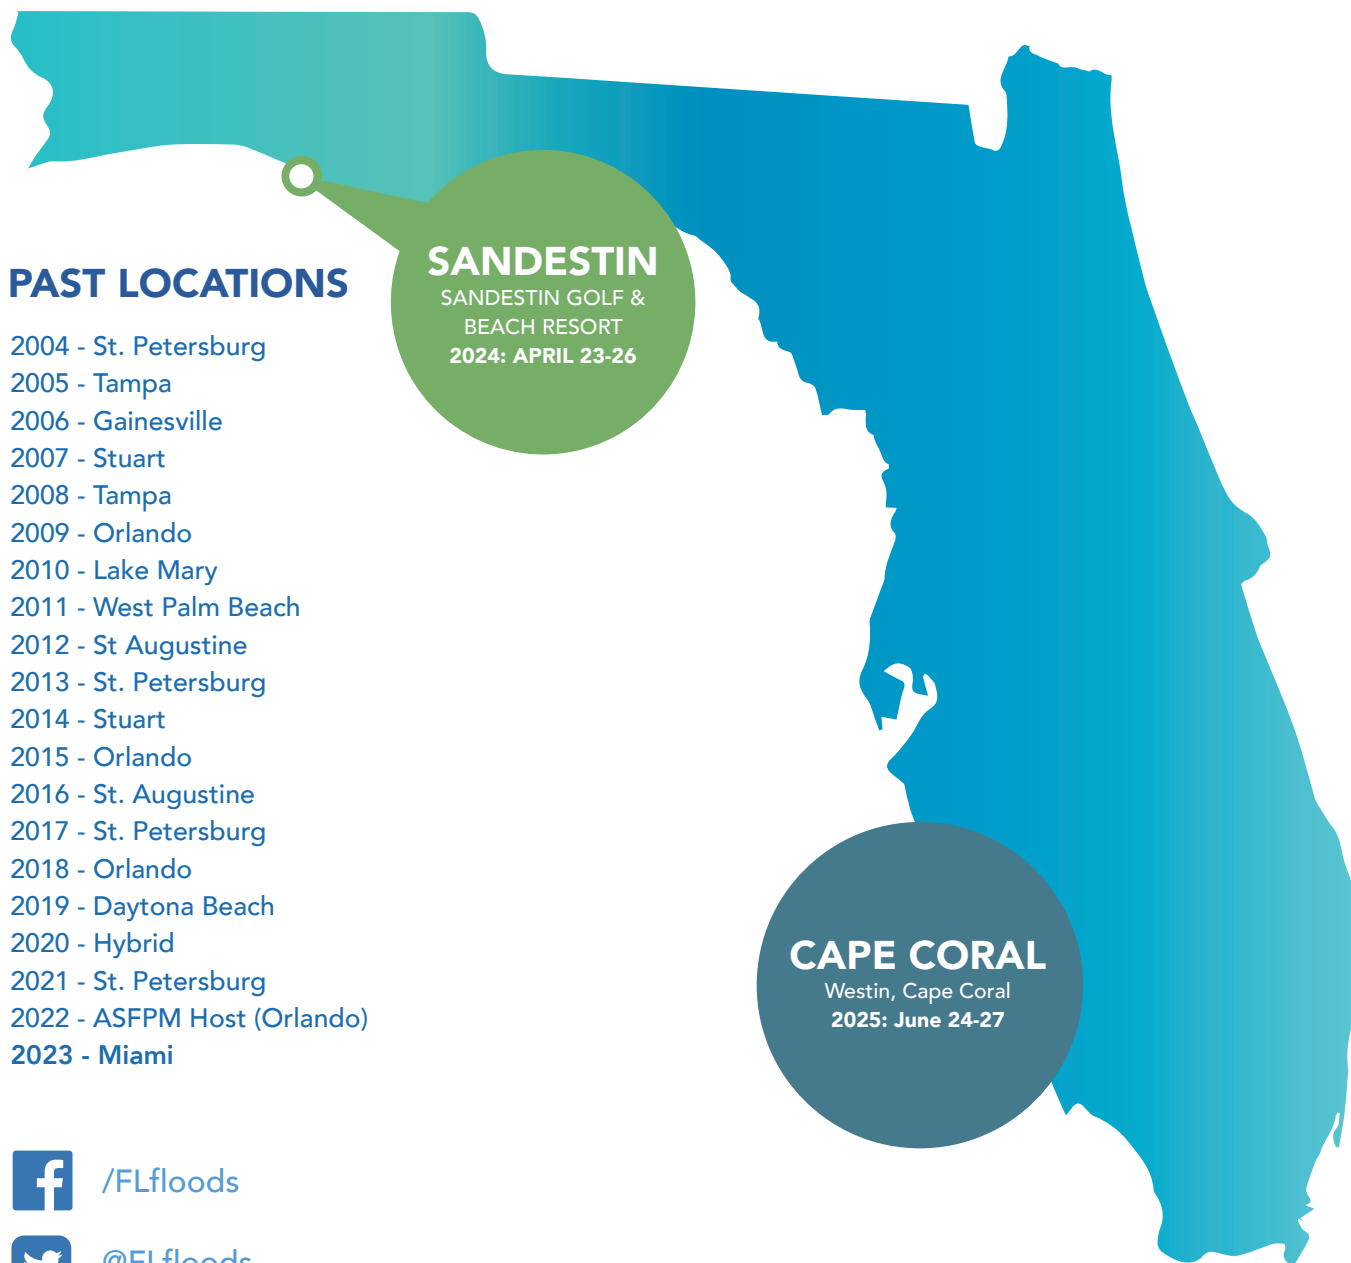 SANDESTIN
SANDESTIN GOLF &
BEACH RESORT
2024: APRIL 23-26
PAST LOCATIONS
2004 - St. Petersburg
2005 - Tampa
2006 - Gainesville
2007 - Stuart
2008 - Tampa
2009 - Orlando
2010 - Lake Mary
2011 - West Palm Beach
2012 - St Augustine
2013 - St. Petersburg
2014 - Stuart
2015 - Orlando
2016 - St. Augustine
2017 - St. Petersburg
2018 - Orlando
2019 - Daytona Beach
2020 - Hybrid
2021 - St. Petersburg
2022 - ASFPM Host (Orlando)
2023 - Miami
CAPE CORAL
Westin, Cape Coral
2025: June 24-27
/FLfloods
@FLfloods